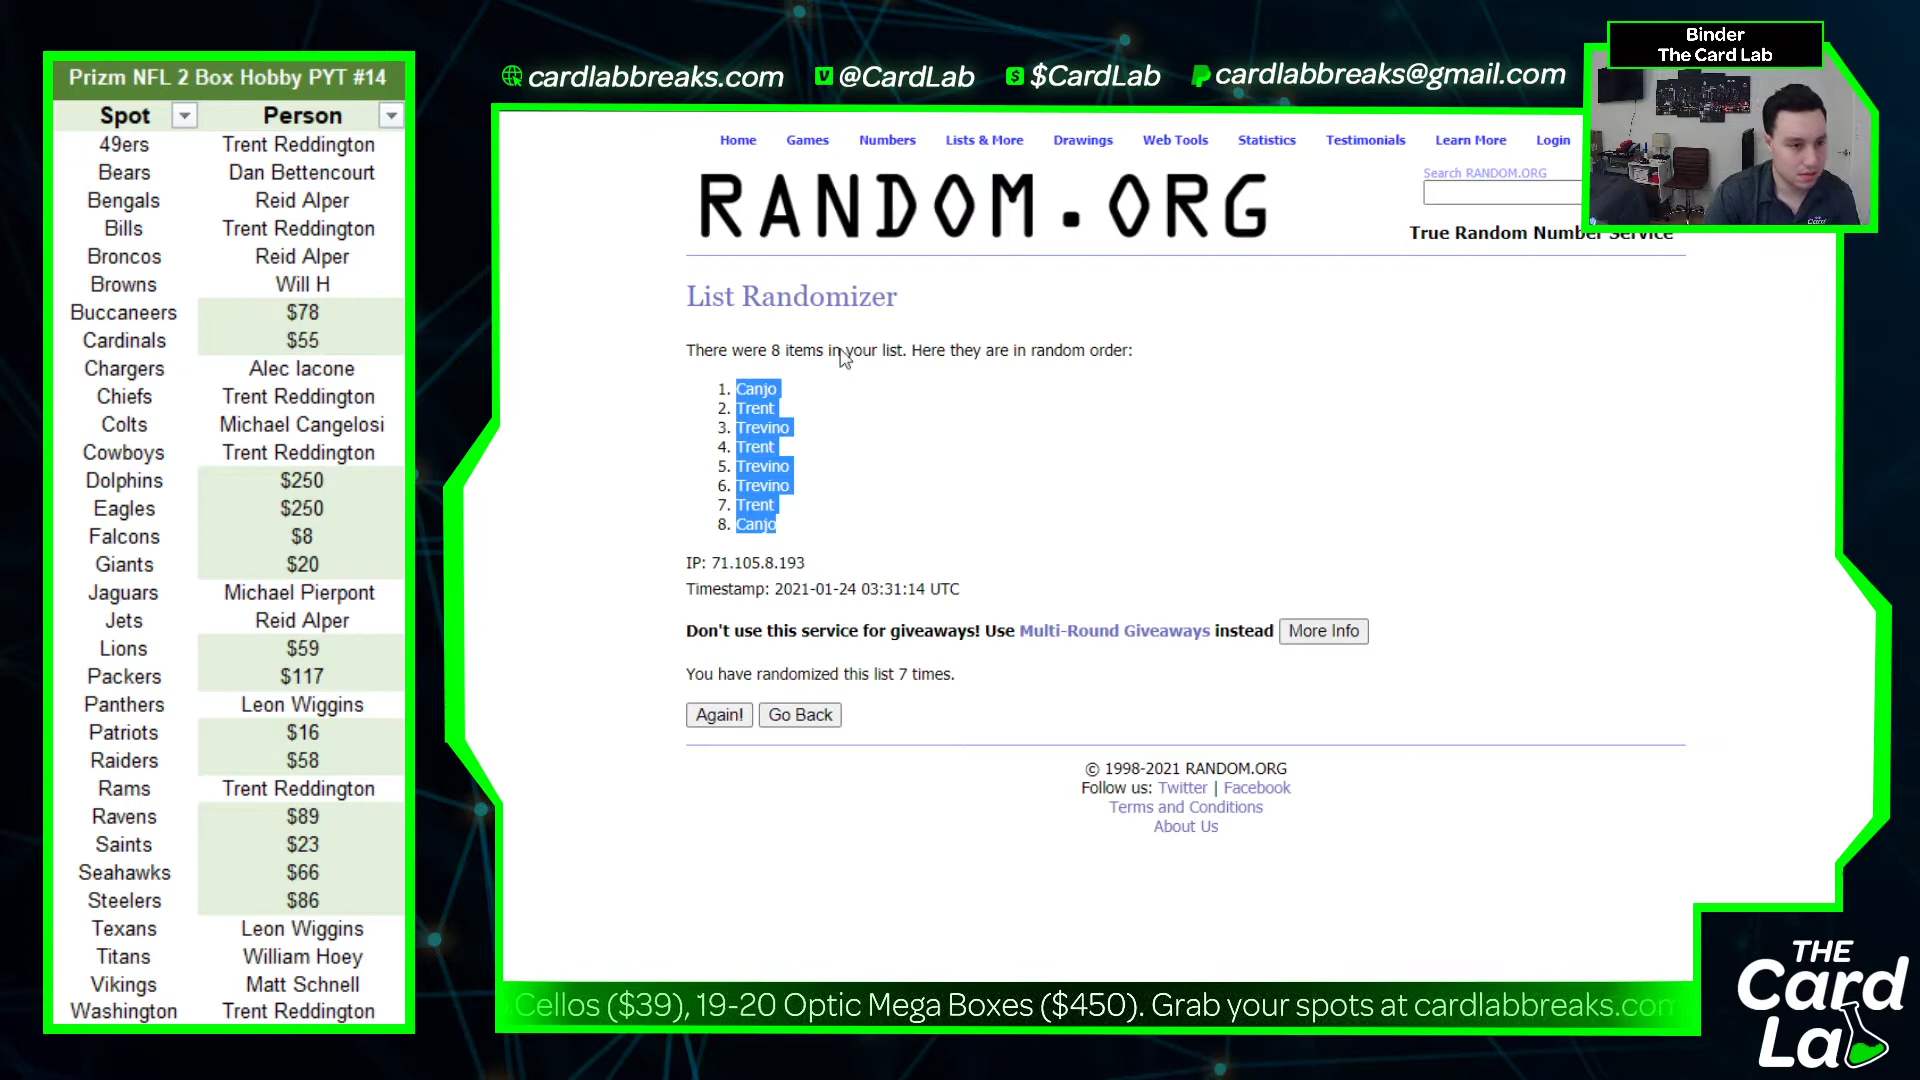 Prizm NFL 2 Box Hobby PYT #14
Spot Person
49ers Trent Reddington
Bears Dan Bettencourt
Bengals Reid Alper
Bills Trent Reddington
Broncos Reid Alper
Browns Will H
Buccaneers $78
Cardinals $55
Chargers Alec Iacone
Chiefs Trent Reddington
Colts Michael Cangelosi
Cowboys Trent Reddington
Dolphins $250
Eagles $250
Falcons $8
Giants $20
Jaguars Michael Pierpont
Jets Reid Alper
Lions $59
Packers $117
Panthers Leon Wiggins
Patriots $16
Raiders $58
Rams Trent Reddington
Ravens $89
Saints $23
Seahawks $66
Steelers $86
Texans Leon Wiggins
Titans William Hoey
Vikings Matt Schnell
Washington Trent Reddington
cardlabbreaks.com @CardLab $CardLab cardlabbreaks@gmail.com
Binder
The Card Lab
Home Games Numbers Lists & More Drawings Web Tools Statistics Testimonials Learn More Login
RANDOM.ORG
Search RANDOM.ORG
True Random Number Service
List Randomizer
There were 8 items in your list. Here they are in random order:
1. Canjo
2. Trent
3. Trevino
4. Trent
5. Trevino
6. Trevino
7. Trent
8. Canjo
IP: 71.105.8.193
Timestamp: 2021-01-24 03:31:14 UTC
Don't use this service for giveaways! Use Multi-Round Giveaways instead More Info
You have randomized this list 7 times.
Again! Go Back
© 1998-2021 RANDOM.ORG
Follow us: Twitter | Facebook
Terms and Conditions
About Us
Cellos ($39), 19-20 Optic Mega Boxes ($450). Grab your spots at cardlabbreaks.com
THE
Card
Lab